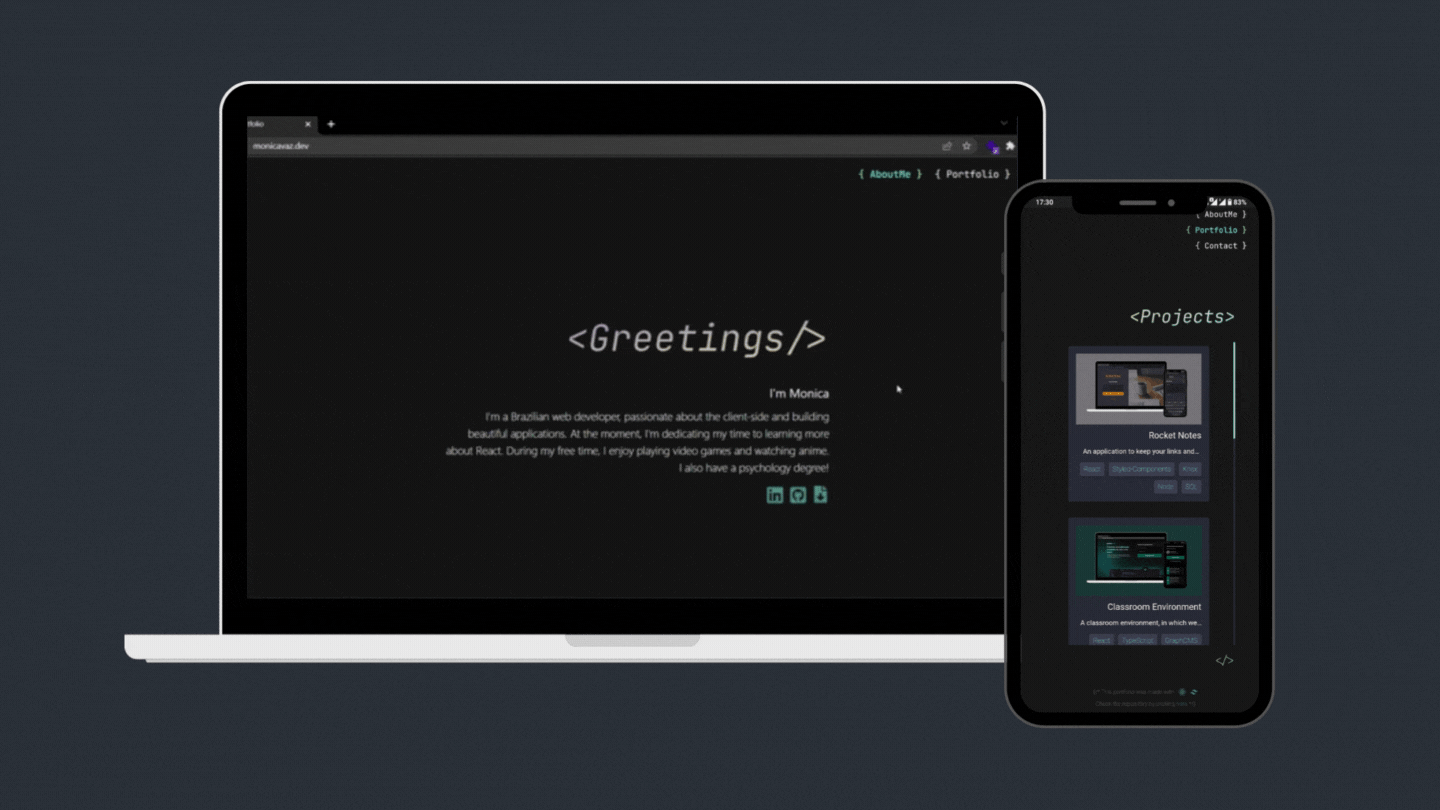 folio
monicavaz.dev
{ AboutMe } { Portfolio }
<Greetings/>
I'm Monica
I'm a Brazilian web developer, passionate about the client-side and building
beautiful applications. At the moment, I'm dedicating my time to learning more
about React. During my free time, I enjoy playing video games and watching anime.
I also have a psychology degree!
in
17:30 83%
{ AboutMe }
{ Portfolio }
{ Contact }
<Projects>
Rocket Notes
An application to keep your links and...
React Styled-Components Knex
Node SQL
Classroom Environment
A classroom environment, in which we...
React TypeScript GraphCMS
</>